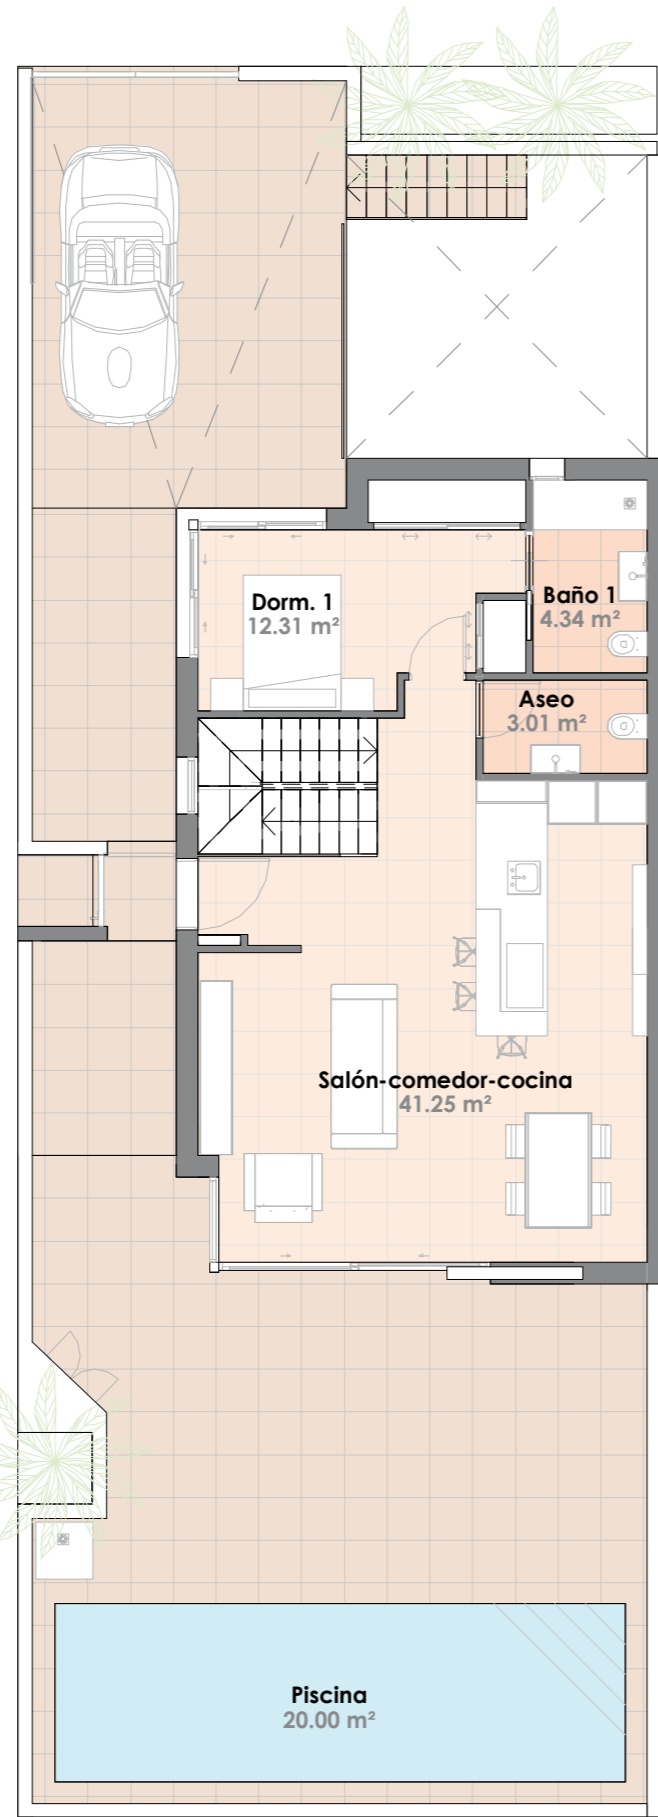 Dorm. 1
12.31 m²
Baño 1
4.34 m²
Aseo
3.01 m²
Salón-comedor-cocina
41.25 m²
Piscina
20.00 m²